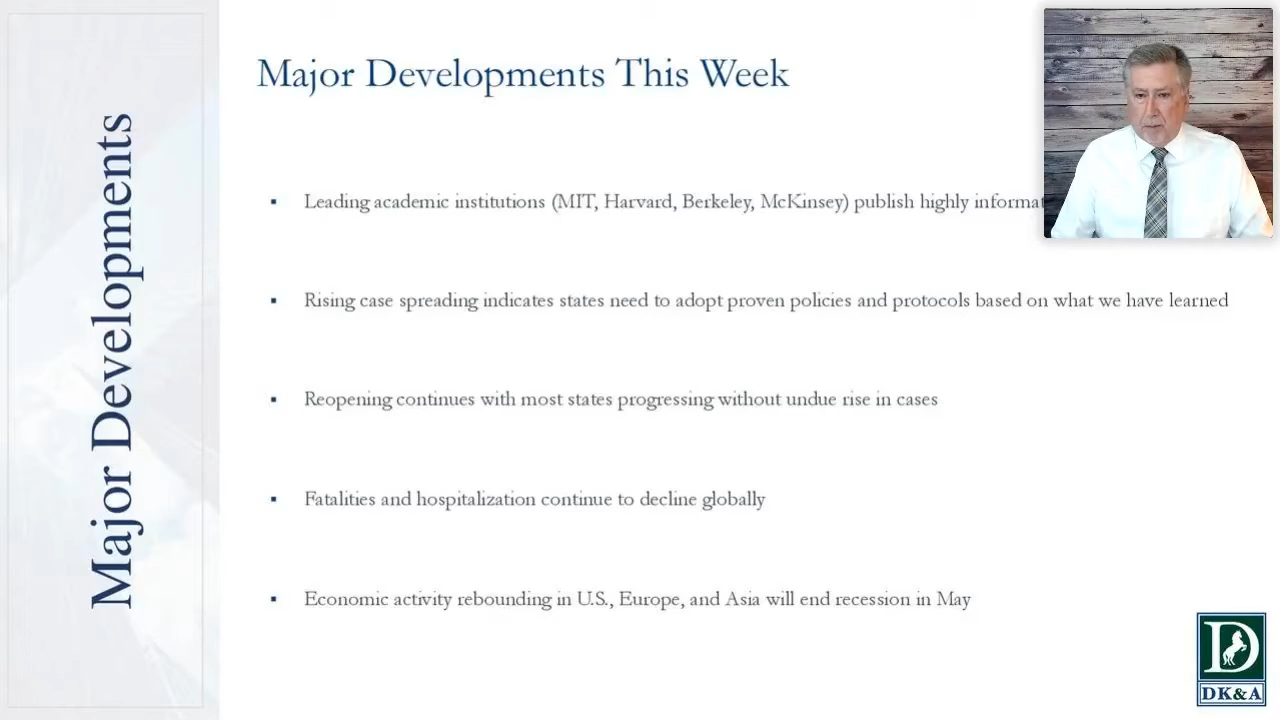 Major Developments
Major Developments This Week
Leading academic institutions (MIT, Harvard, Berkeley, McKinsey) publish highly
Rising case spreading indicates states need to adopt proven policies and protocols based on what we have learned
Reopening continues with most states progressing without undue rise in cases
Fatalities and hospitalization continue to decline globally
Economic activity rebounding in U.S., Europe, and Asia will end recession in May
D
DK&A